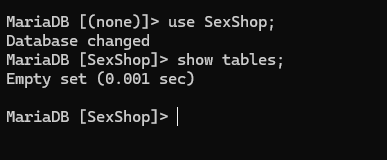 MariaDB [(none)]> use SexShop;
Database changed
MariaDB [SexShop]> show tables;
Empty set (0.001 sec)
MariaDB [SexShop]>